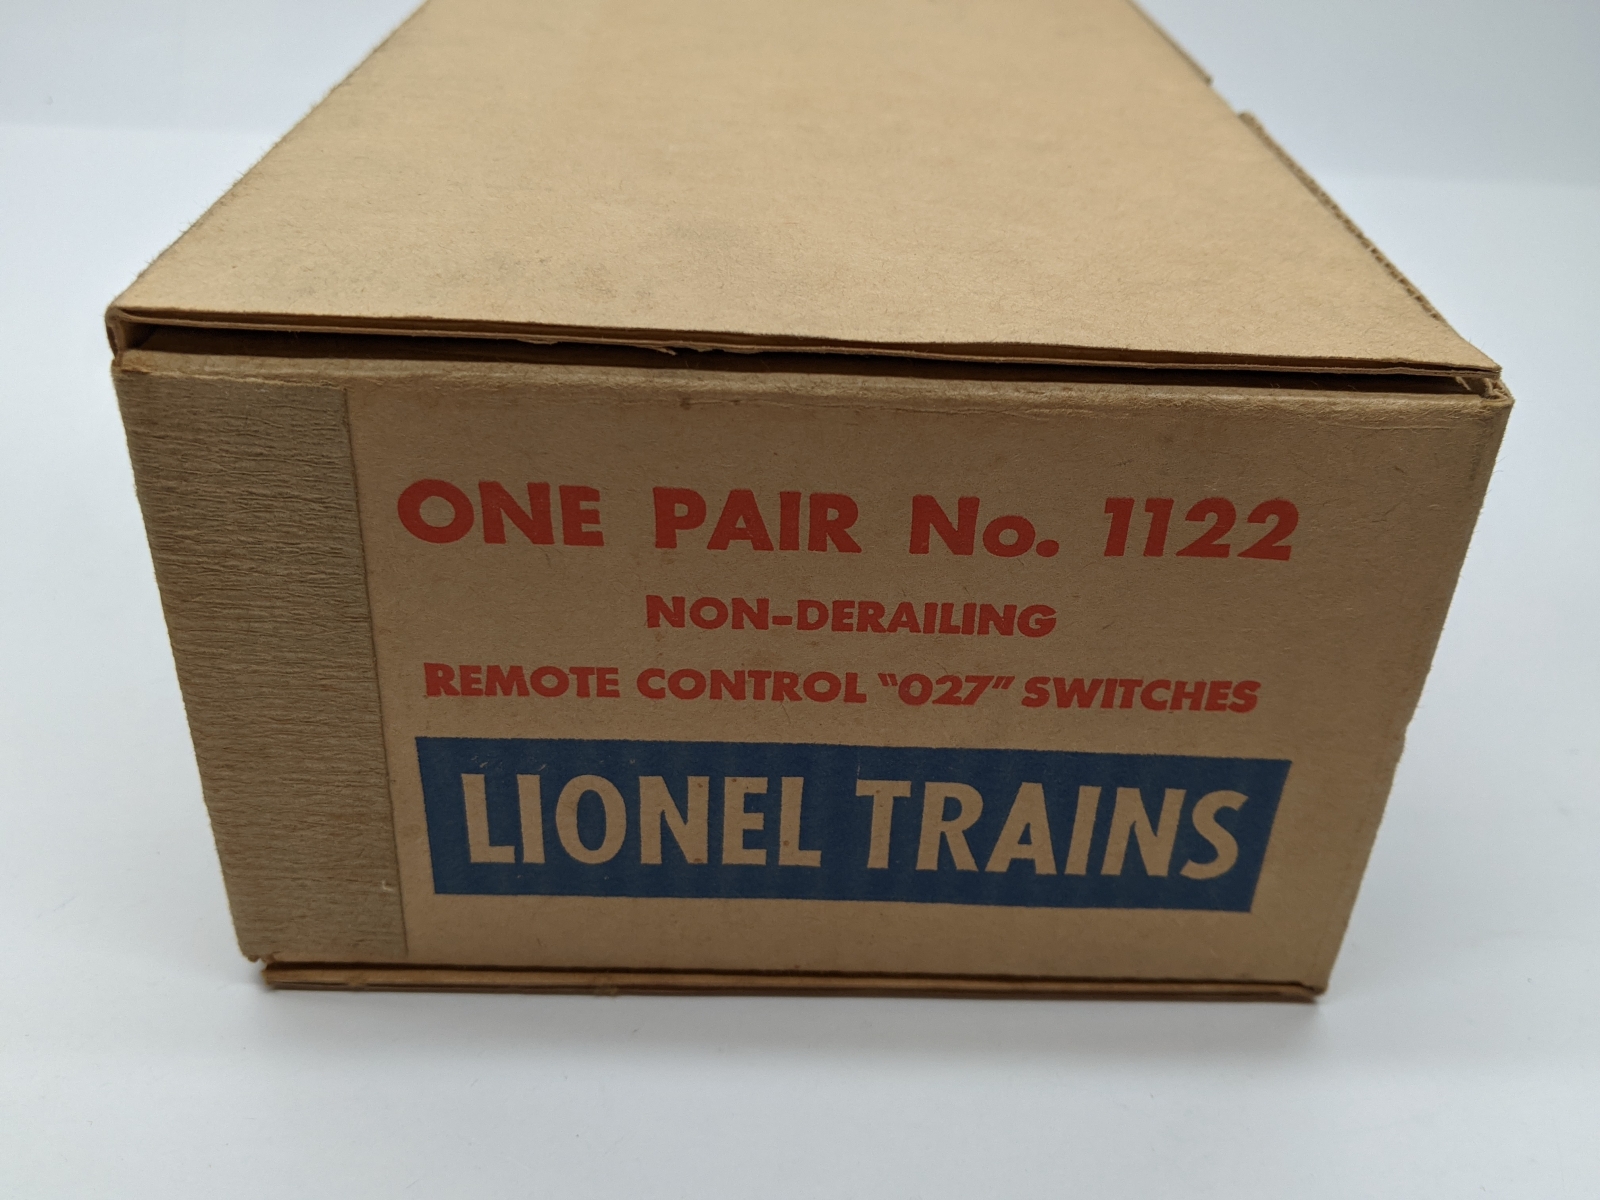 ONE PAIR No. 1122
NON-DERAILING
REMOTE CONTROL "027" SWITCHES
LIONEL TRAINS